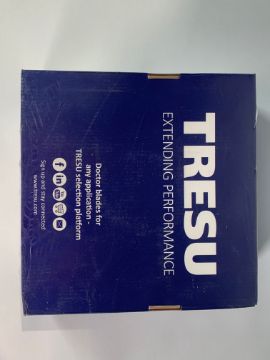 TRESU
EXTENDING PERFORMANCE
Doctor blades for
any application -
TRESU selection platform
Sign up and stay connected
www.tresu.com